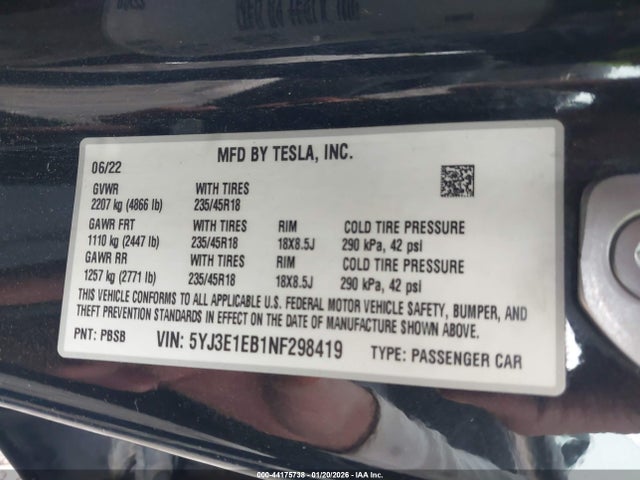 MFD BY TESLA, INC.
06/22
GVWR WITH TIRES
2207 kg (4866 lb) 235/45R18
GAWR FRT WITH TIRES RIM COLD TIRE PRESSURE
1110 kg (2447 lb) 235/45R18 18X8.5J 290 kPa, 42 psi
GAWR RR WITH TIRES RIM COLD TIRE PRESSURE
1257 kg (2771 lb) 235/45R18 18X8.5J 290 kPa, 42 psi
THIS VEHICLE CONFORMS TO ALL APPLICABLE U.S. FEDERAL MOTOR VEHICLE SAFETY, BUMPER, AND
THEFT PREVENTION STANDARDS IN EFFECT ON THE DATE OF MANUFACTURE SHOWN ABOVE.
PNT: PBSB VIN: 5YJ3E1EB1NF298419 TYPE: PASSENGER CAR
000-44175738 - 01/20/2026 - IAA Inc.